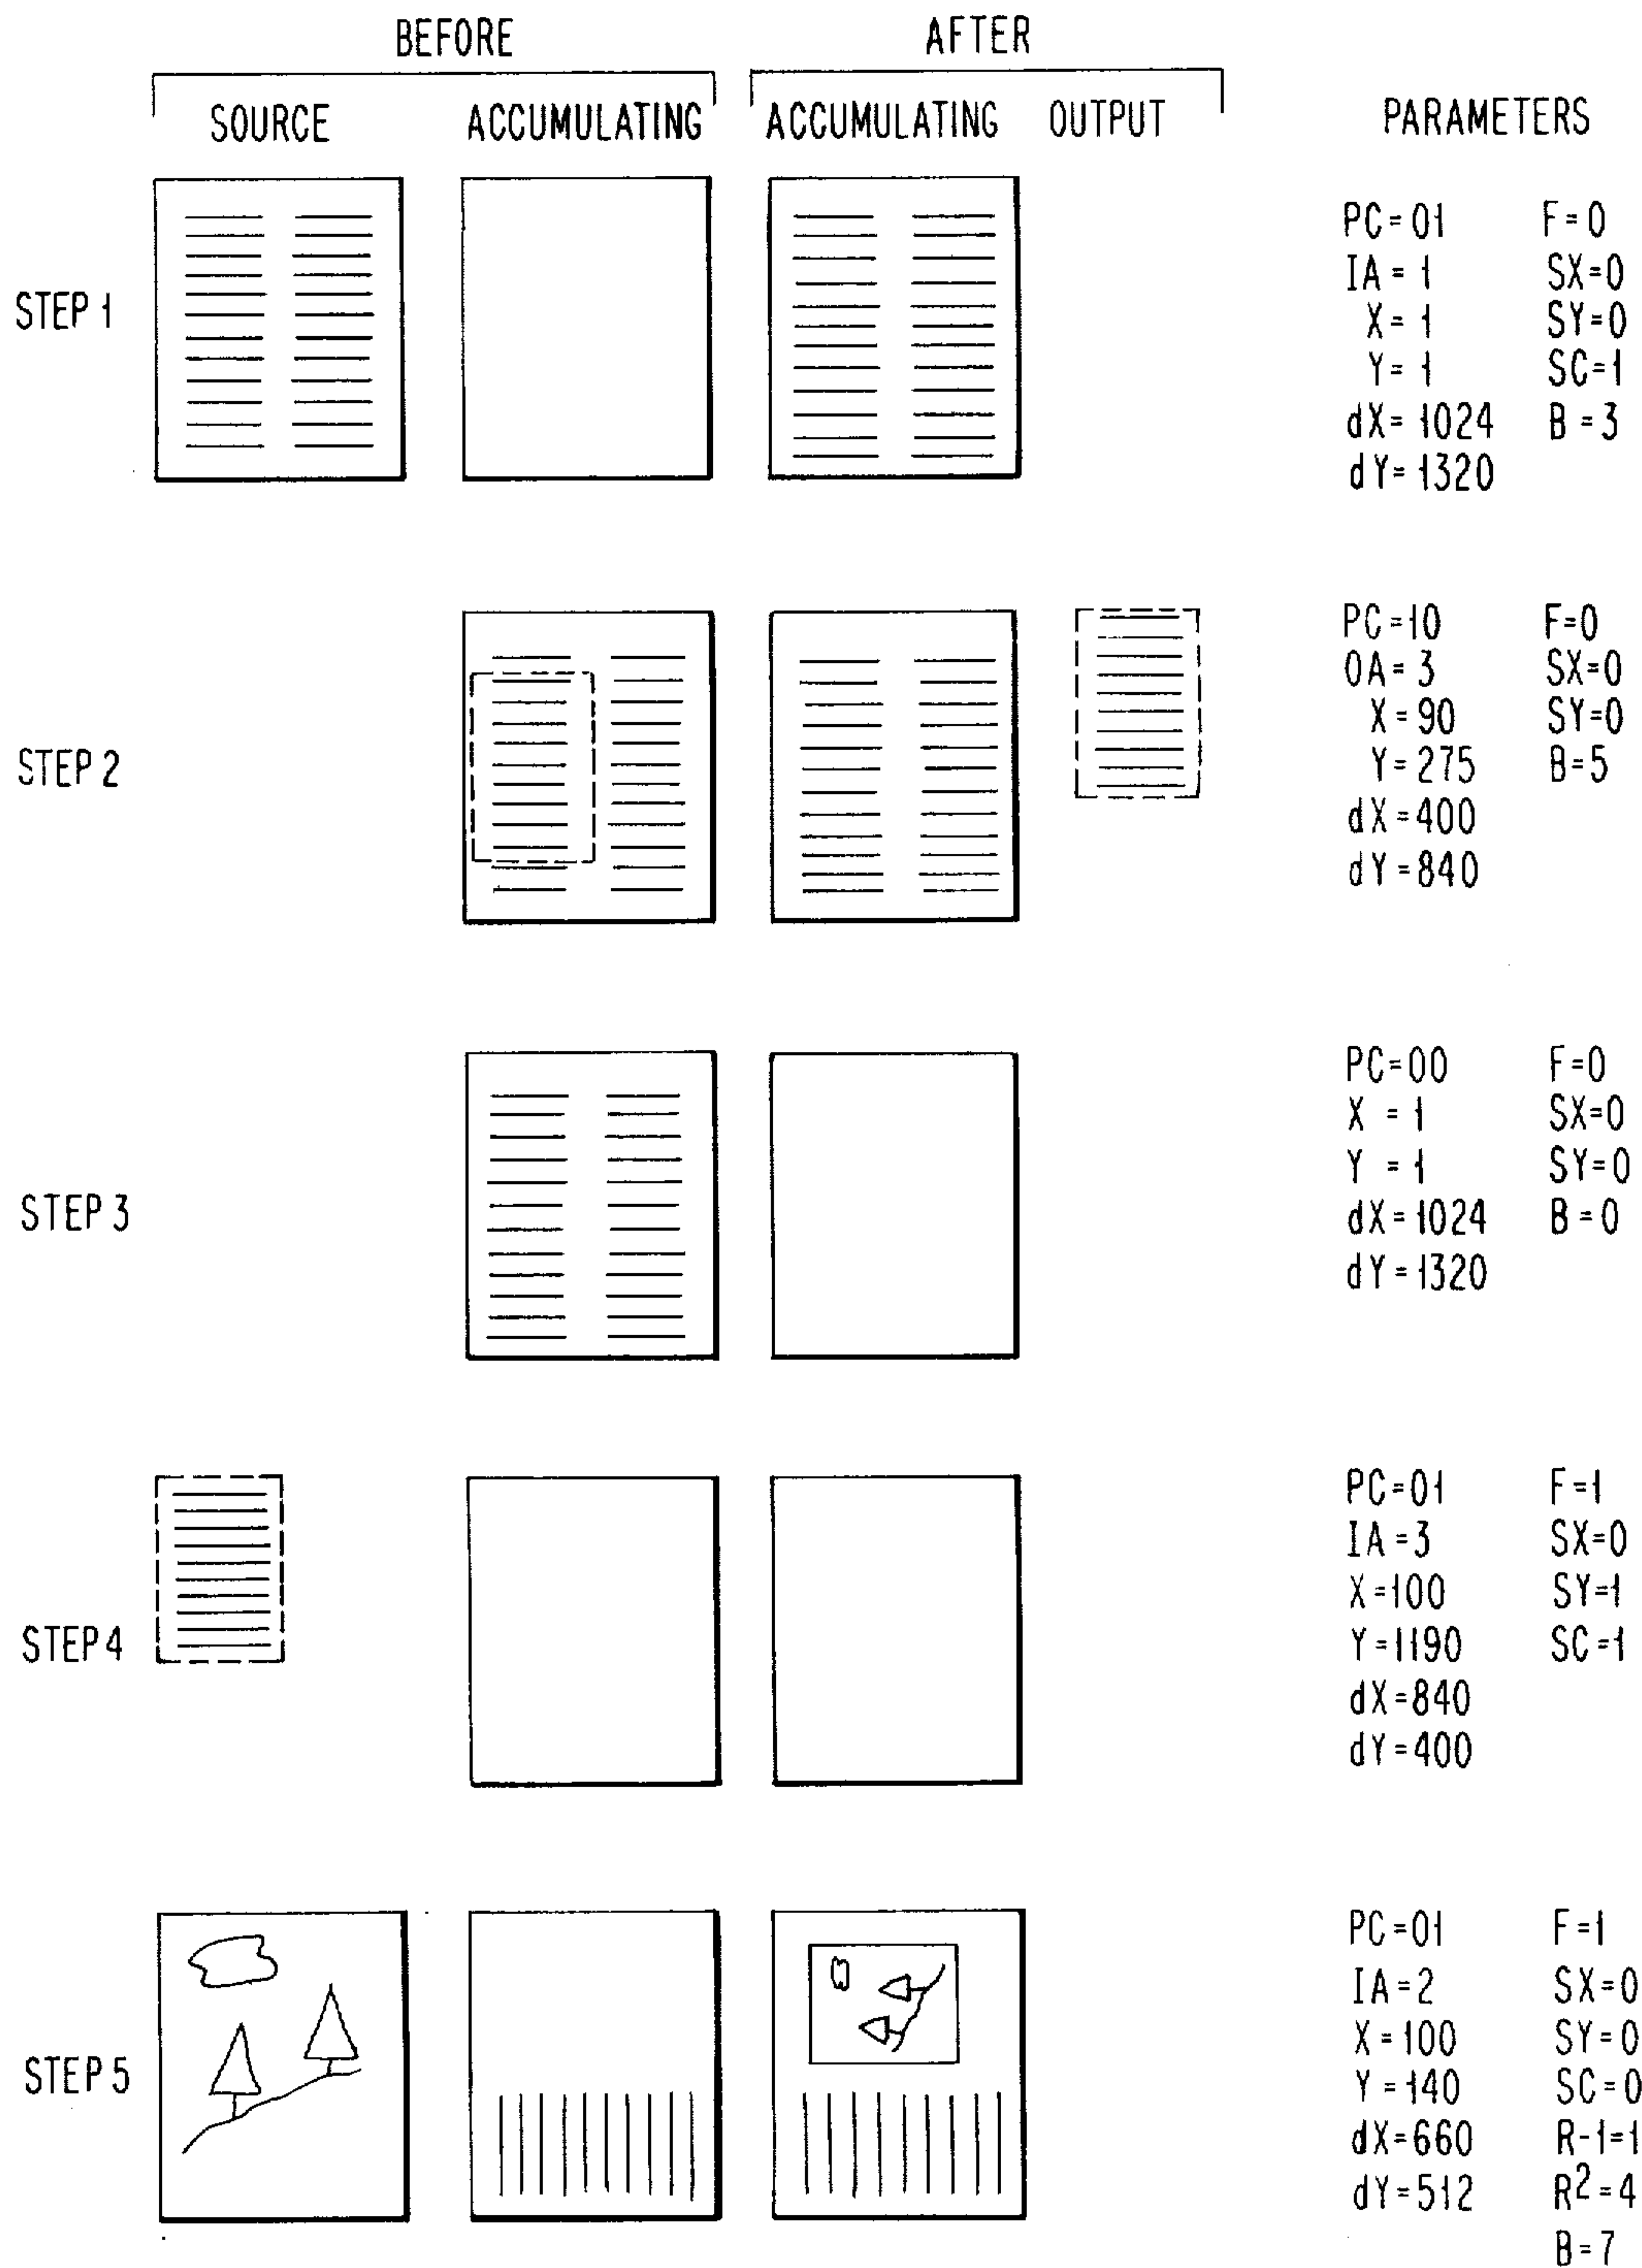 BEFORE AFTER
SOURCE ACCUMULATING ACCUMULATING OUTPUT PARAMETERS
STEP 1
PC=01 F=0
IA=1 SX=0
X=1 SY=0
Y=1 SC=1
dX=1024 B=3
dY=1320
STEP 2
PC=10 F=0
OA=3 SX=0
X=90 SY=0
Y=275 B=5
dX=400
dY=840
STEP 3
PC=00 F=0
X=1 SX=0
Y=1 SY=0
dX=1024 B=0
dY=1320
STEP 4
PC=01 F=1
IA=3 SX=0
X=100 SY=1
Y=1190 SC=1
dX=840
dY=400
STEP 5
PC=01 F=1
IA=2 SX=0
X=100 SY=0
Y=140 SC=0
dX=660 R-1=1
dY=512 R²=4
B=7